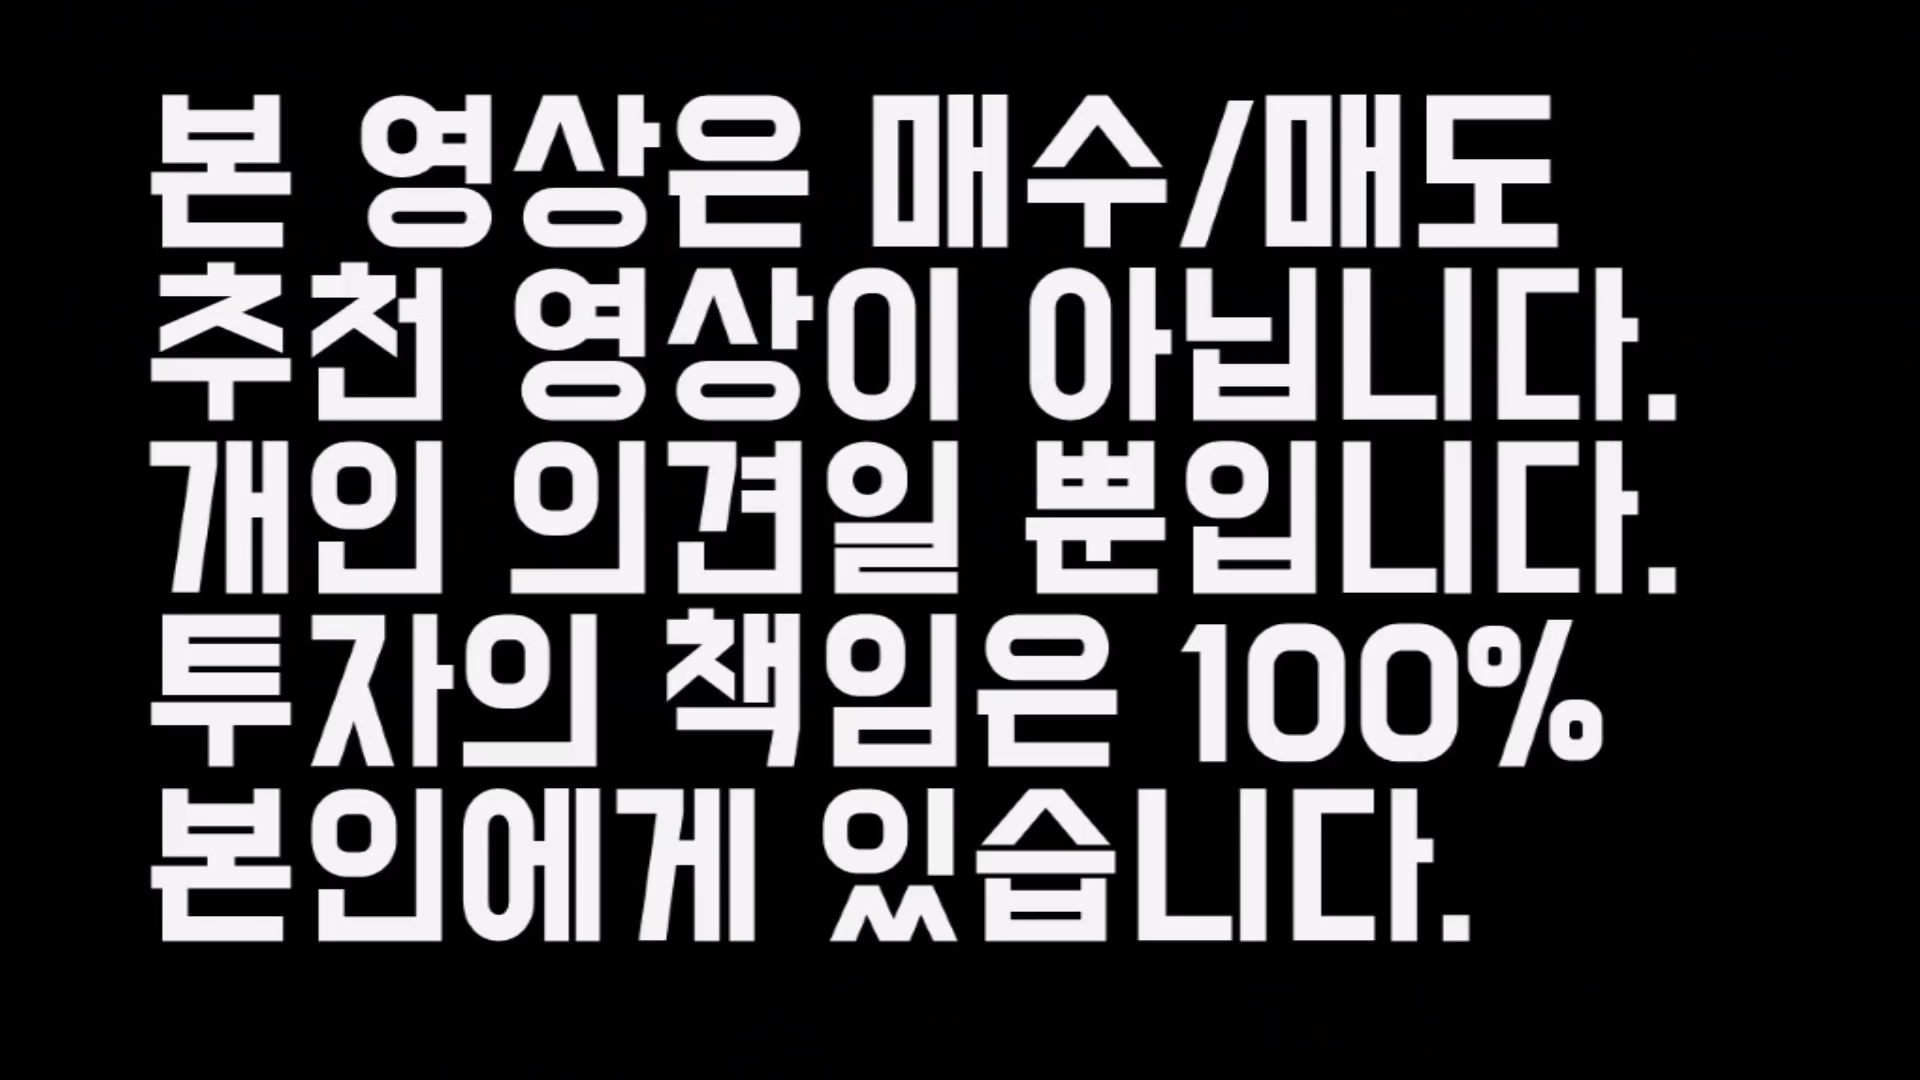 본 영상은 매수/매도
추천 영상이 아닙니다.
개인 의견일 뿐입니다.
투자의 책임은 100%
본인에게 있습니다.